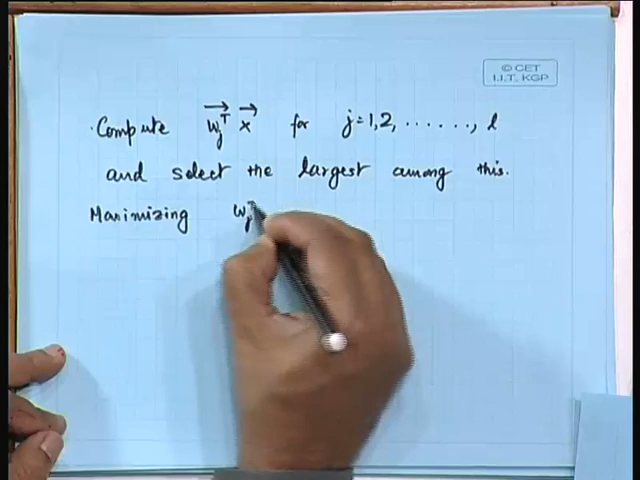 © CET
I.I.T. KGP
Compute w_j^T x for j=1,2,......., l
and select the largest among this.
Maximizing w_j^T